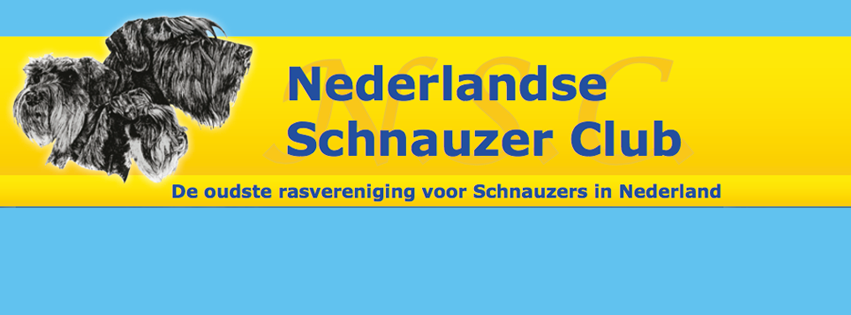 NSC
Nederlandse
Schnauzer Club
De oudste rasvereniging voor Schnauzers in Nederland